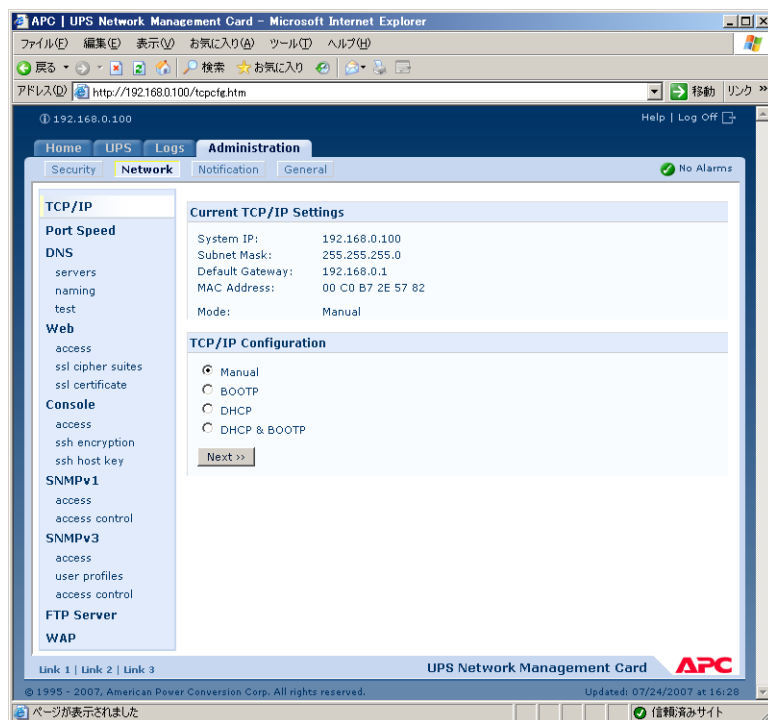 APC | UPS Network Management Card - Microsoft Internet Explorer
ファイル(F) 編集(E) 表示(V) お気に入り(A) ツール(T) ヘルプ(H)
戻る 検索 お気に入り
アドレス(D) http://192.168.0.100/tcpcfg.htm 移動 リンク »
192.168.0.100 Help | Log Off
Home UPS Logs Administration
Security Network Notification General No Alarms
TCP/IP
Port Speed
DNS
servers
naming
test
Web
access
ssl cipher suites
ssl certificate
Console
access
ssh encryption
ssh host key
SNMPv1
access
access control
SNMPv3
access
user profiles
access control
FTP Server
WAP
Current TCP/IP Settings
System IP: 192.168.0.100
Subnet Mask: 255.255.255.0
Default Gateway: 192.168.0.1
MAC Address: 00 C0 B7 2E 57 82
Mode: Manual
TCP/IP Configuration
Manual
BOOTP
DHCP
DHCP & BOOTP
Next >>
Link 1 | Link 2 | Link 3 UPS Network Management Card APC
© 1995 - 2007, American Power Conversion Corp. All rights reserved. Updated: 07/24/2007 at 16:28
ページが表示されました 信頼済みサイト